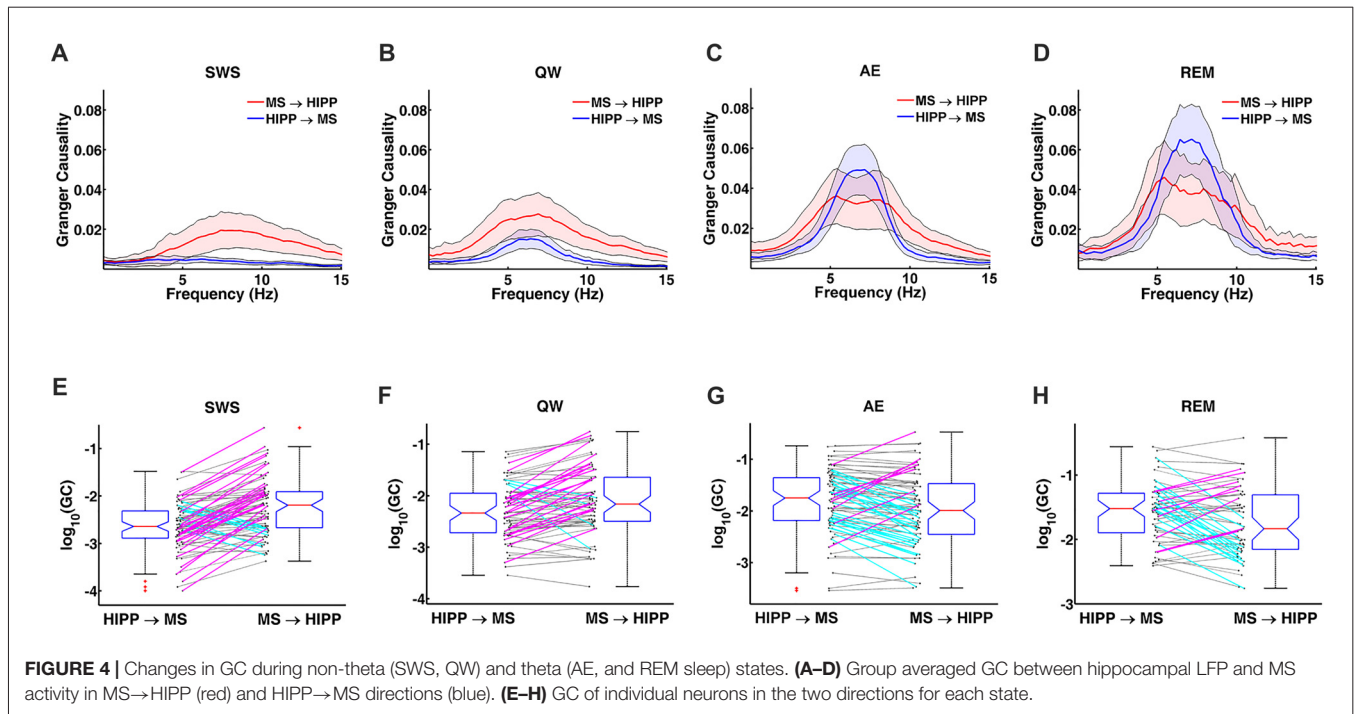 A
SWS
MS → HIPP
HIPP → MS
Granger Causality
0.08
0.06
0.04
0.02
5
10
15
Frequency (Hz)
B
QW
MS → HIPP
HIPP → MS
Granger Causality
0.08
0.06
0.04
0.02
5
10
15
Frequency (Hz)
C
AE
MS → HIPP
HIPP → MS
Granger Causality
0.08
0.06
0.04
0.02
5
10
15
Frequency (Hz)
D
REM
MS → HIPP
HIPP → MS
Granger Causality
0.08
0.06
0.04
0.02
5
10
15
Frequency (Hz)
E
SWS
log10(GC)
-1
-2
-3
-4
HIPP → MS
MS → HIPP
F
QW
log10(GC)
-1
-2
-3
-4
HIPP → MS
MS → HIPP
G
AE
log10(GC)
-1
-2
-3
HIPP → MS
MS → HIPP
H
REM
log10(GC)
-1
-2
-3
HIPP → MS
MS → HIPP
FIGURE 4 | Changes in GC during non-theta (SWS, QW) and theta (AE, and REM sleep) states. (A–D) Group averaged GC between hippocampal LFP and MS
activity in MS→HIPP (red) and HIPP→MS directions (blue). (E–H) GC of individual neurons in the two directions for each state.